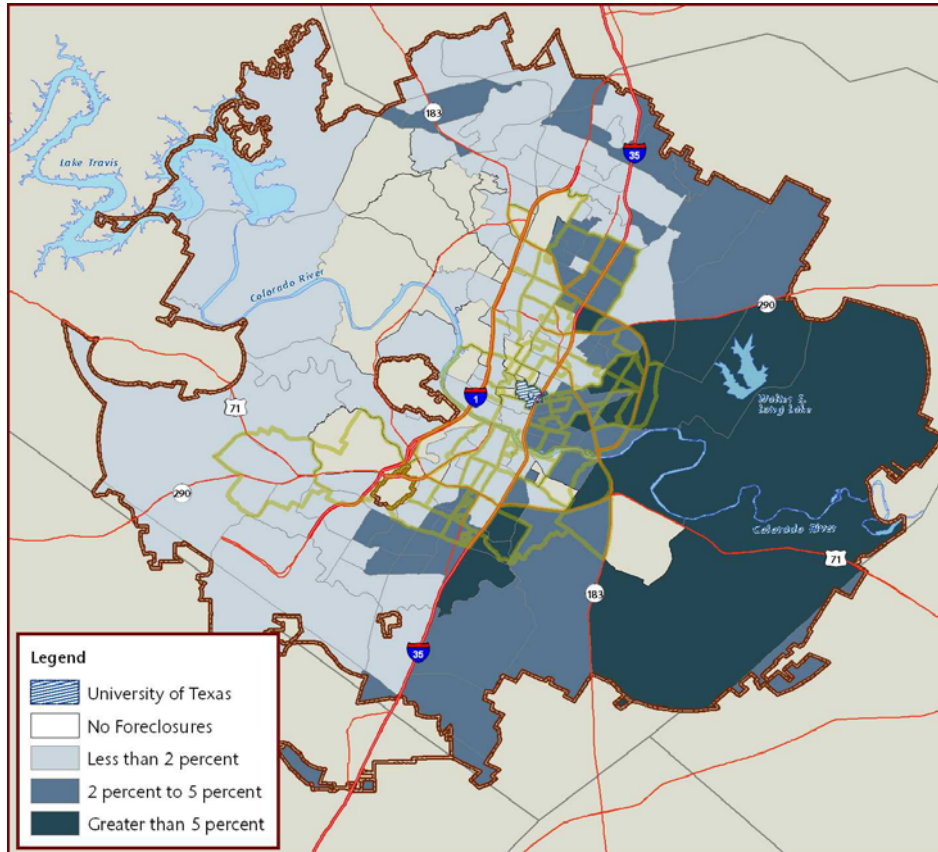 183
35
Lake Travis
Colorado River
290
1
Walter E.
Long Lake
71
290
Colorado River
71
183
35
Legend
University of Texas
No Foreclosures
Less than 2 percent
2 percent to 5 percent
Greater than 5 percent